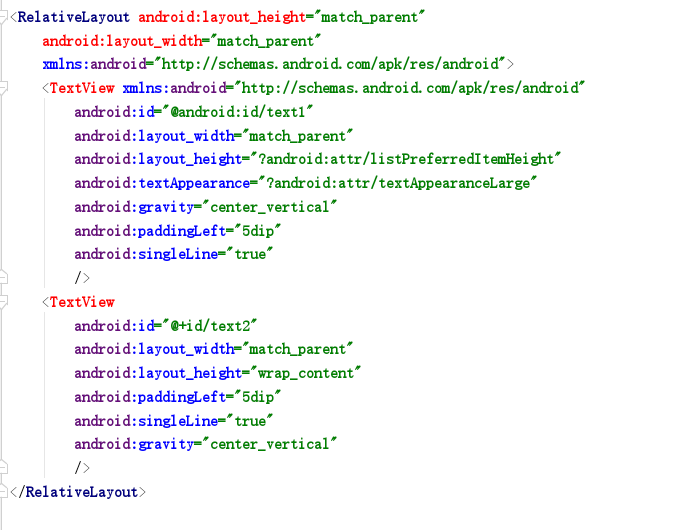 <RelativeLayout android:layout_height="match_parent"
android:layout_width="match_parent"
xmlns:android="http://schemas.android.com/apk/res/android">
<TextView xmlns:android="http://schemas.android.com/apk/res/android"
android:id="@android:id/text1"
android:layout_width="match_parent"
android:layout_height="?android:attr/listPreferredItemHeight"
android:textAppearance="?android:attr/textAppearanceLarge"
android:gravity="center_vertical"
android:paddingLeft="5dip"
android:singleLine="true"
/>
<TextView
android:id="@+id/text2"
android:layout_width="match_parent"
android:layout_height="wrap_content"
android:paddingLeft="5dip"
android:singleLine="true"
android:gravity="center_vertical"
/>
</RelativeLayout>